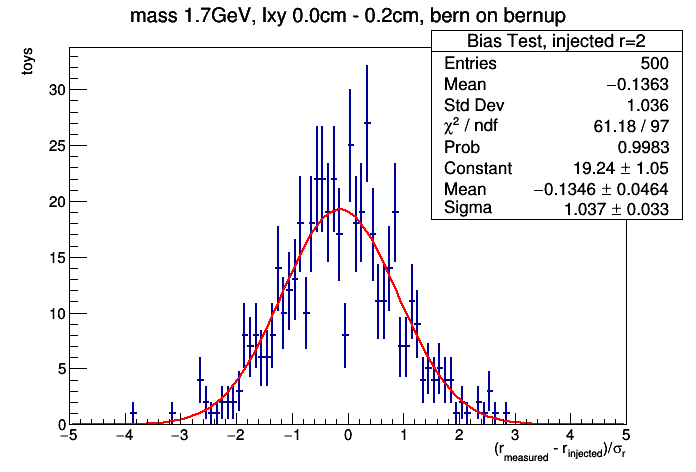 mass 1.7GeV, lxy 0.0cm - 0.2cm, bern on bernup
Bias Test, injected r=2
Entries 500
Mean −0.1363
Std Dev 1.036
χ² / ndf 61.18 / 97
Prob 0.9983
Constant 19.24 ± 1.05
Mean −0.1346 ± 0.0464
Sigma 1.037 ± 0.033
toys
30
25
20
15
10
5
0
−5 −4 −3 −2 −1 0 1 2 3 4 5
(r_measured - r_injected)/σ_r